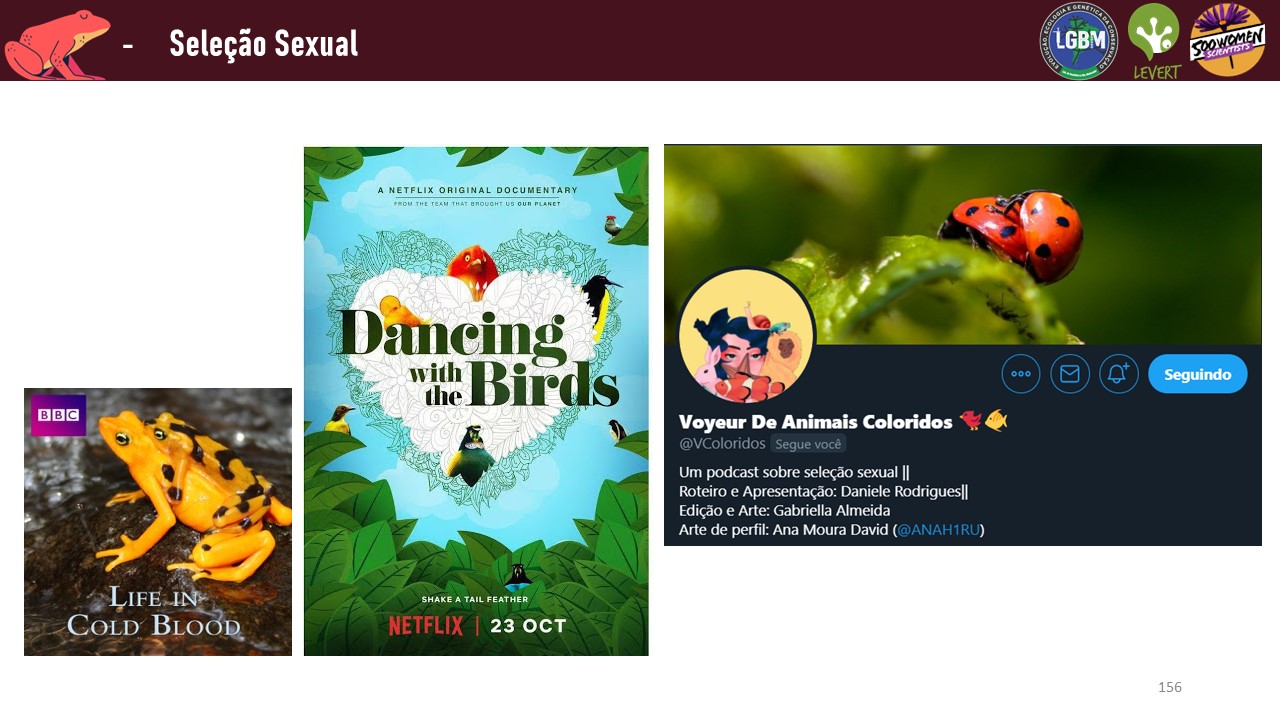 - Seleção Sexual
EVOLUÇÃO, ECOLOGIA E GENÉTICA DA CONSERVAÇÃO
LGBM
LEVERT
500 WOMEN
SCIENTISTS
A NETFLIX ORIGINAL DOCUMENTARY
FROM THE TEAM THAT BROUGHT US OUR PLANET
Dancing
with
the Birds
SHAKE A TAIL FEATHER
NETFLIX | 23 OCT
BBC
LIFE IN
COLD BLOOD
Seguindo
Voyeur De Animais Coloridos
@VColoridos Segue você
Um podcast sobre seleção sexual ||
Roteiro e Apresentação: Daniele Rodrigues||
Edição e Arte: Gabriella Almeida
Arte de perfil: Ana Moura David (@ANAH1RU)
156